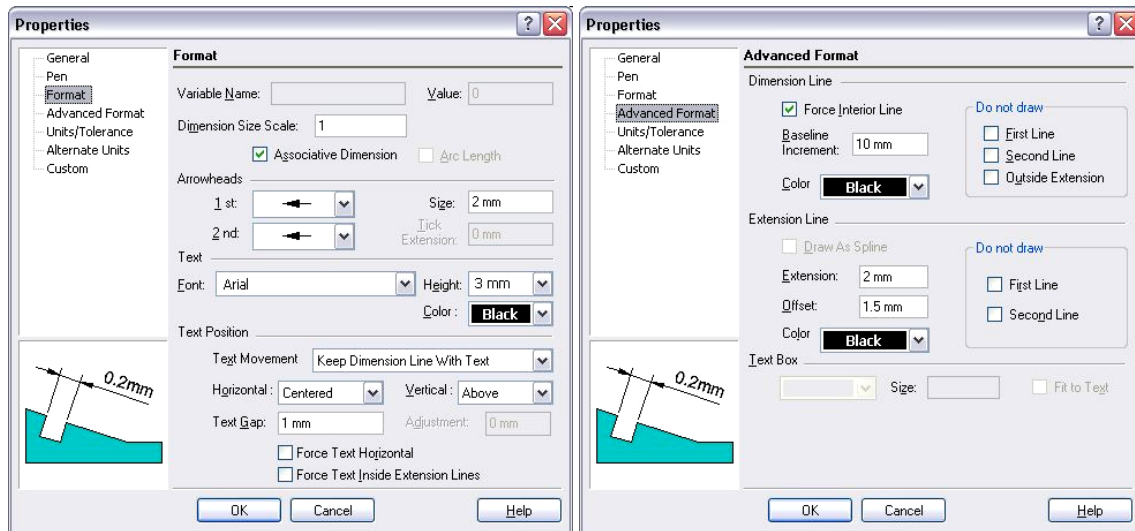 Properties
General
Pen
Format
Advanced Format
Units/Tolerance
Alternate Units
Custom
0.2mm
Format
Variable Name: Value: 0
Dimension Size Scale: 1
Associative Dimension Arc Length
Arrowheads
1 st: Size: 2 mm
2 nd: Tick Extension: 0 mm
Text
Font: Arial Height: 3 mm
Color : Black
Text Position
Text Movement Keep Dimension Line With Text
Horizontal : Centered Vertical : Above
Text Gap: 1 mm Adjustment: 0 mm
Force Text Horizontal
Force Text Inside Extension Lines
OK Cancel Help
Properties
General
Pen
Format
Advanced Format
Units/Tolerance
Alternate Units
Custom
0.2mm
Advanced Format
Dimension Line
Force Interior Line
Baseline Increment: 10 mm
Color Black
Do not draw
First Line
Second Line
Outside Extension
Extension Line
Draw As Spline
Extension: 2 mm
Offset: 1.5 mm
Color Black
Do not draw
First Line
Second Line
Text Box
Size: Fit to Text
OK Cancel Help